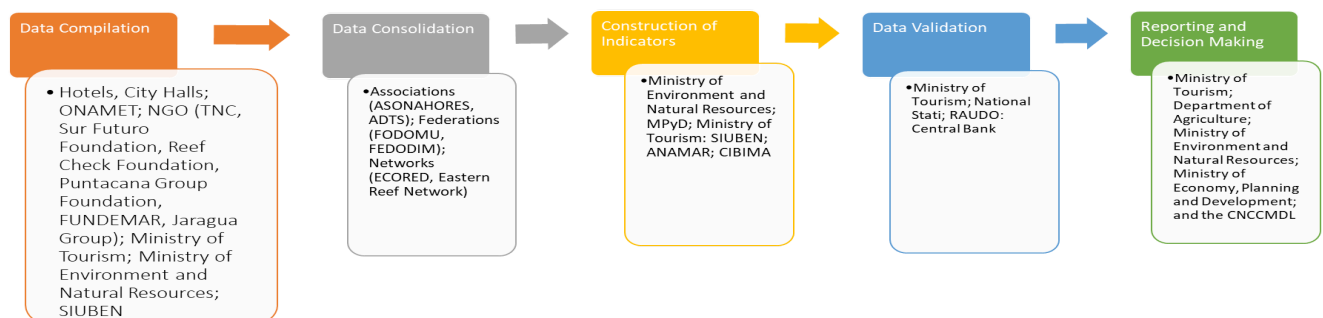 Data Compilation
• Hotels, City Halls;
ONAMET; NGO (TNC,
Sur Futuro
Foundation, Reef
Check Foundation,
Puntacana Group
Foundation,
FUNDEMAR, Jaragua
Group); Ministry of
Tourism; Ministry of
Environment and
Natural Resources;
SIUBEN
Data Consolidation
•Associations
(ASONAHORES,
ADTS); Federations
(FODOMU,
FEDODIM);
Networks
(ECORED, Eastern
Reef Network)
Construction of
Indicators
•Ministry of
Environment and
Natural Resources;
MPyD; Ministry of
Tourism: SIUBEN;
ANAMAR; CIBIMA
Data Validation
•Ministry of
Tourism; National
Stati; RAUDO:
Central Bank
Reporting and
Decision Making
•Ministry of
Tourism;
Department of
Agriculture;
Ministry of
Environment and
Natural Resources;
Ministry of
Economy, Planning
and Development;
and the CNCCMDL